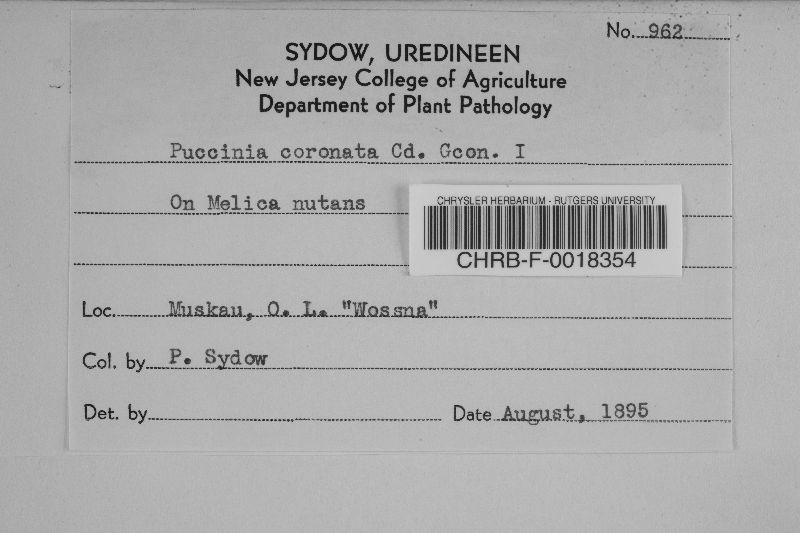 No. 962
SYDOW, UREDINEEN
New Jersey College of Agriculture
Department of Plant Pathology
Puccinia coronata Cd. Gcon. I
On Melica nutans
CHRYSLER HERBARIUM - RUTGERS UNIVERSITY
CHRB-F-0018354
Loc. Muskau, O. L. "Wossna"
Col. by P. Sydow
Det. by
Date August, 1895